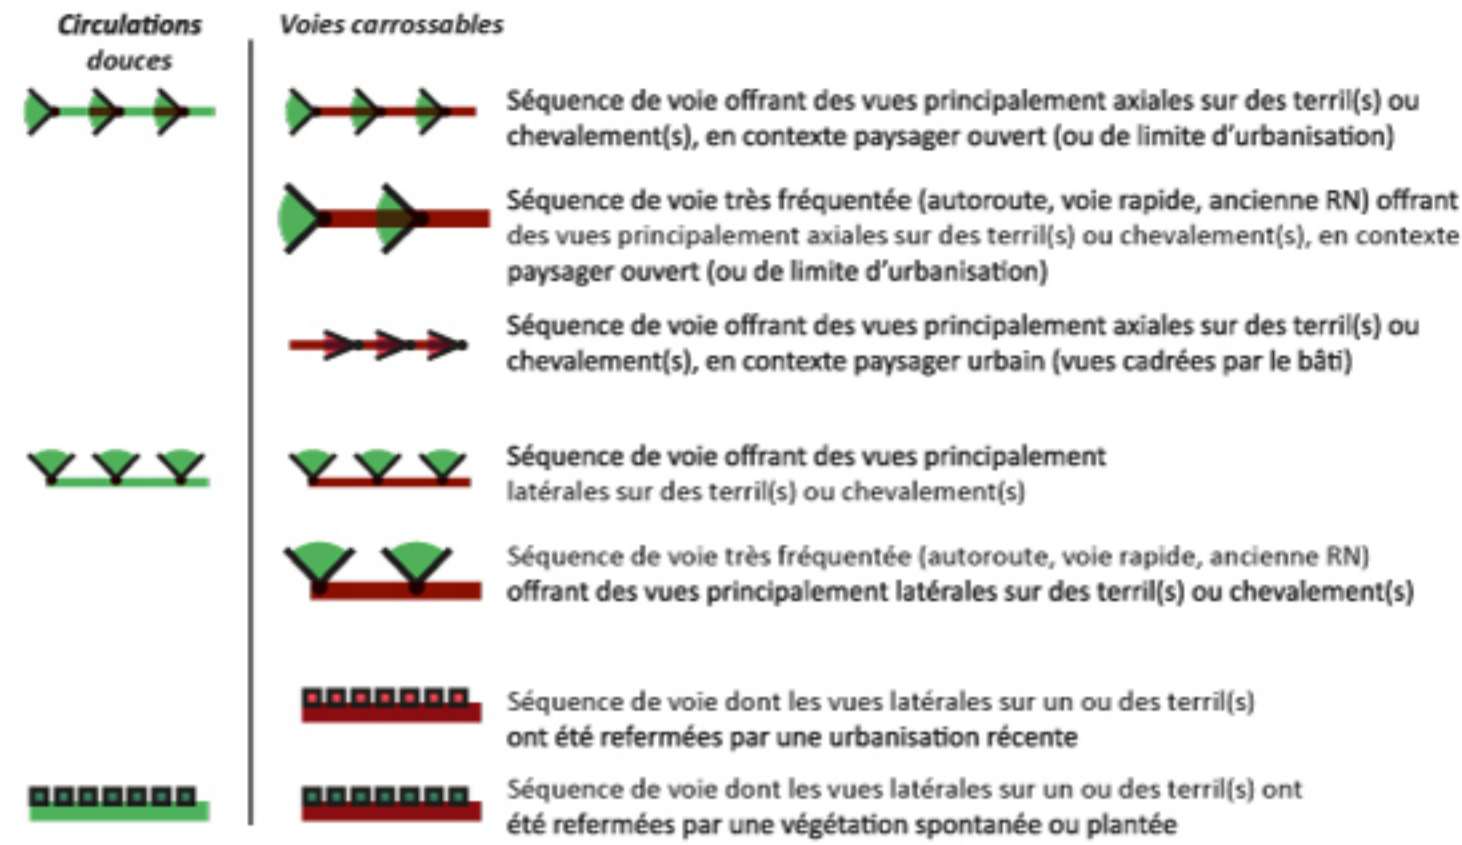 Circulations
douces
Voies carrossables
Séquence de voie offrant des vues principalement axiales sur des terril(s) ou
chevalement(s), en contexte paysager ouvert (ou de limite d'urbanisation)
Séquence de voie très fréquentée (autoroute, voie rapide, ancienne RN) offrant
des vues principalement axiales sur des terril(s) ou chevalement(s), en contexte
paysager ouvert (ou de limite d'urbanisation)
Séquence de voie offrant des vues principalement axiales sur des terril(s) ou
chevalement(s), en contexte paysager urbain (vues cadrées par le bâti)
Séquence de voie offrant des vues principalement
latérales sur des terril(s) ou chevalement(s)
Séquence de voie très fréquentée (autoroute, voie rapide, ancienne RN)
offrant des vues principalement latérales sur des terril(s) ou chevalement(s)
Séquence de voie dont les vues latérales sur un ou des terril(s)
ont été refermées par une urbanisation récente
Séquence de voie dont les vues latérales sur un ou des terril(s) ont
été refermées par une végétation spontanée ou plantée